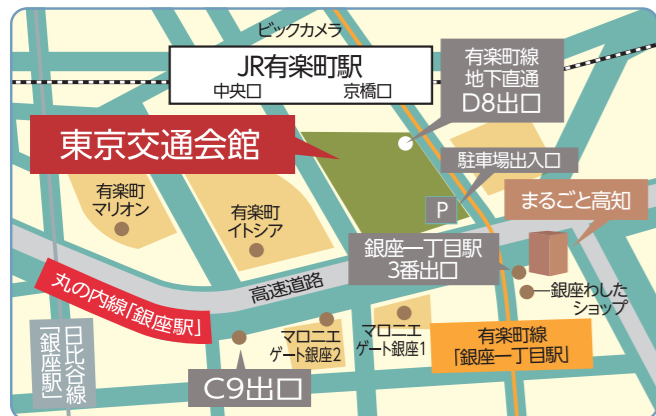 ビックカメラ
JR有楽町駅
中央口
京橋口
有楽町線
地下直通
D8出口
東京交通会館
駐車場出入口
P
有楽町
マリオン
有楽町
イトシア
まるごと高知
銀座一丁目駅
3番出口
高速道路
丸の内線「銀座駅」
銀座わした
ショップ
日比谷線
「銀座駅」
マロニエ
ゲート銀座2
マロニエ
ゲート銀座1
有楽町線
「銀座一丁目駅」
C9出口